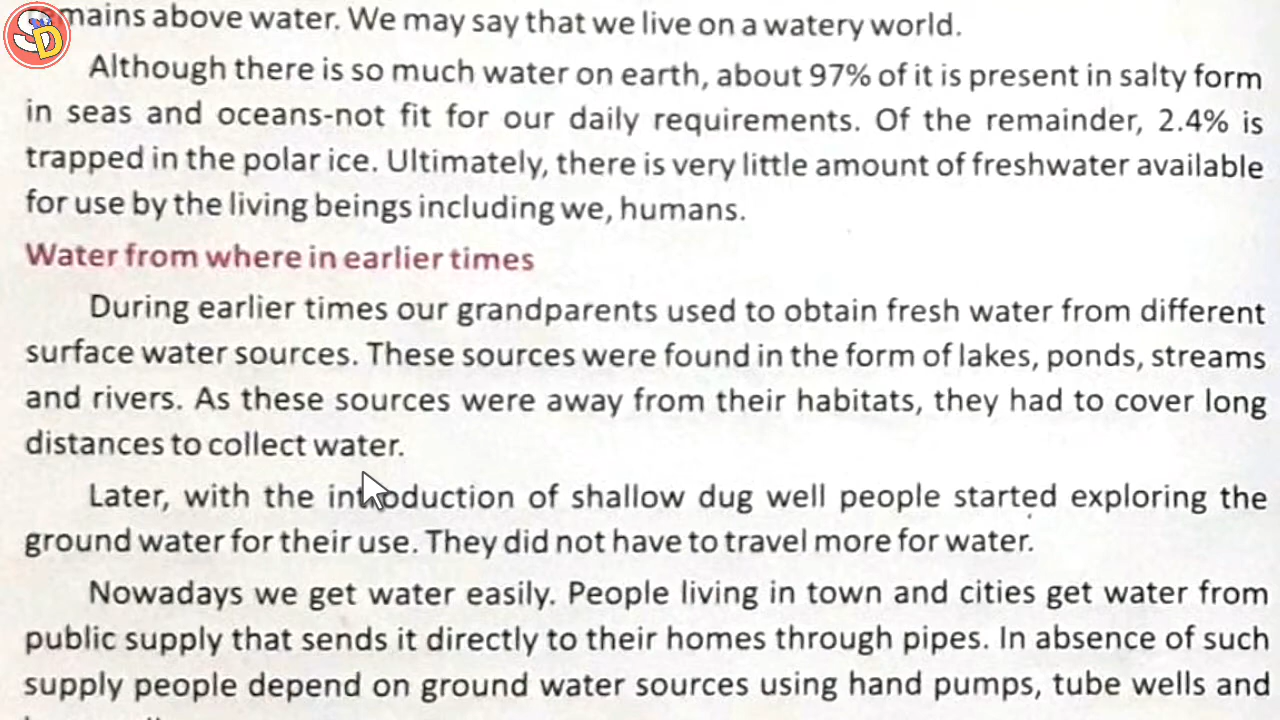 SD
mains above water. We may say that we live on a watery world.
Although there is so much water on earth, about 97% of it is present in salty form
in seas and oceans-not fit for our daily requirements. Of the remainder, 2.4% is
trapped in the polar ice. Ultimately, there is very little amount of freshwater available
for use by the living beings including we, humans.
Water from where in earlier times
During earlier times our grandparents used to obtain fresh water from different
surface water sources. These sources were found in the form of lakes, ponds, streams
and rivers. As these sources were away from their habitats, they had to cover long
distances to collect water.
Later, with the introduction of shallow dug well people started exploring the
ground water for their use. They did not have to travel more for water.
Nowadays we get water easily. People living in town and cities get water from
public supply that sends it directly to their homes through pipes. In absence of such
supply people depend on ground water sources using hand pumps, tube wells and